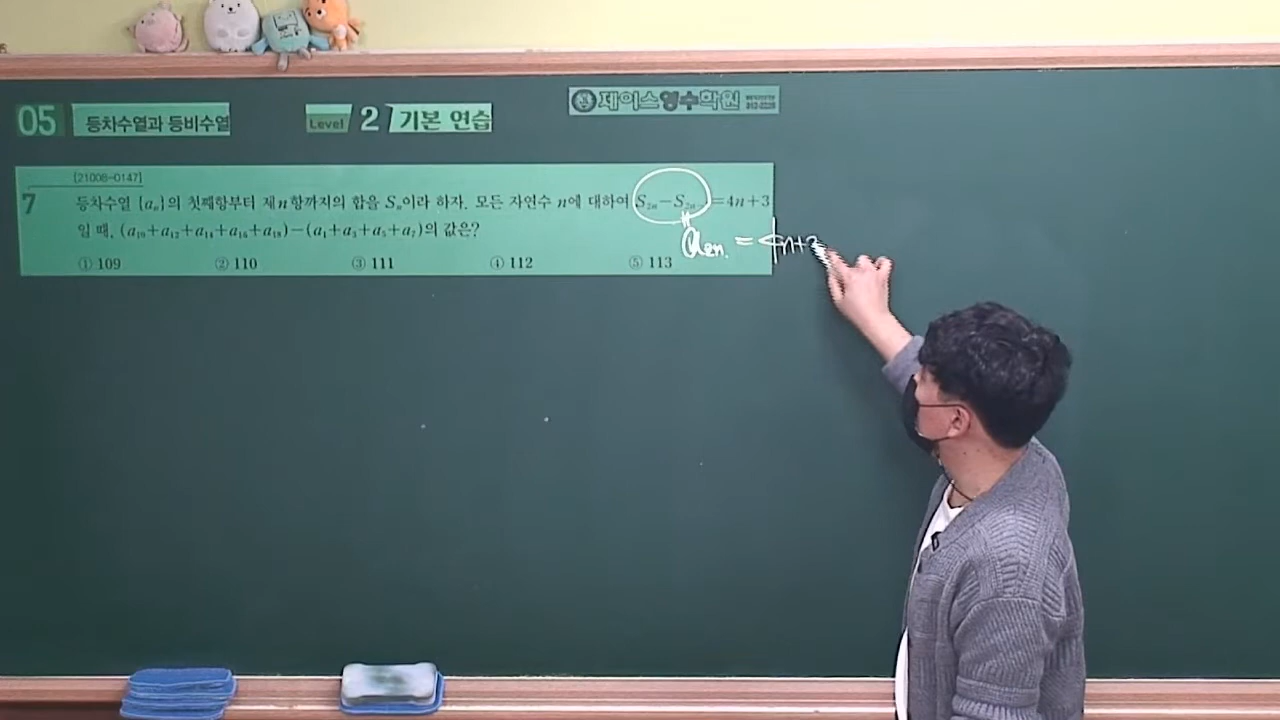 05 등차수열과 등비수열 Level 2 기본 연습
제이스영수학원
[21008-0147]
7 등차수열 {aₙ}의 첫째항부터 제n항까지의 합을 Sₙ이라 하자. 모든 자연수 n에 대하여 S₂ₙ-S₂ₙ₋₁=4n+3
일 때, (a₁₀+a₁₂+a₁₄+a₁₆+a₁₈)-(a₁+a₃+a₅+a₇)의 값은?
① 109 ② 110 ③ 111 ④ 112 ⑤ 113
a₂ₙ = 4n+3